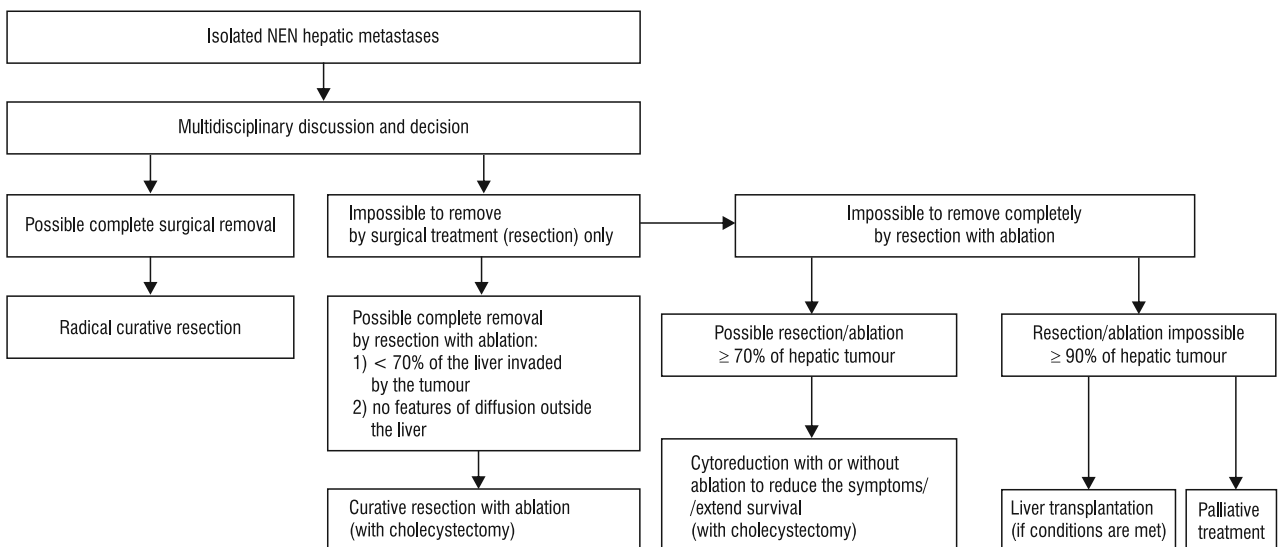 Isolated NEN hepatic metastases
Multidisciplinary discussion and decision
Possible complete surgical removal
Impossible to remove
by surgical treatment (resection) only
Impossible to remove completely
by resection with ablation
Radical curative resection
Possible complete removal
by resection with ablation:
1) < 70% of the liver invaded
by the tumour
2) no features of diffusion outside
the liver
Possible resection/ablation
≥ 70% of hepatic tumour
Resection/ablation impossible
≥ 90% of hepatic tumour
Curative resection with ablation
(with cholecystectomy)
Cytoreduction with or without
ablation to reduce the symptoms/
/extend survival
(with cholecystectomy)
Liver transplantation
(if conditions are met)
Palliative
treatment